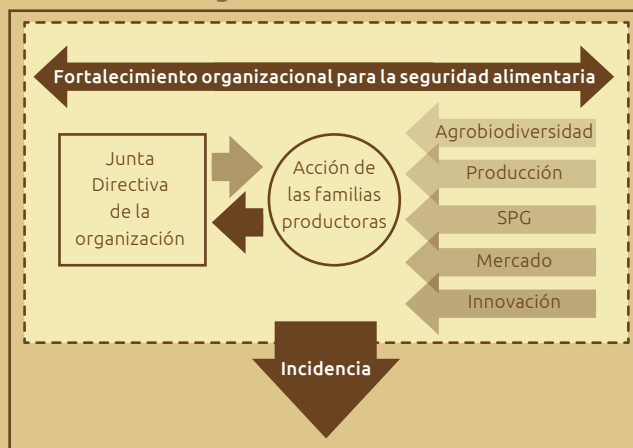 Fortalecimiento organizacional para la seguridad alimentaria
Junta
Directiva
de la
organización
Acción de
las familias
productoras
Agrobiodiversidad
Producción
SPG
Mercado
Innovación
Incidencia